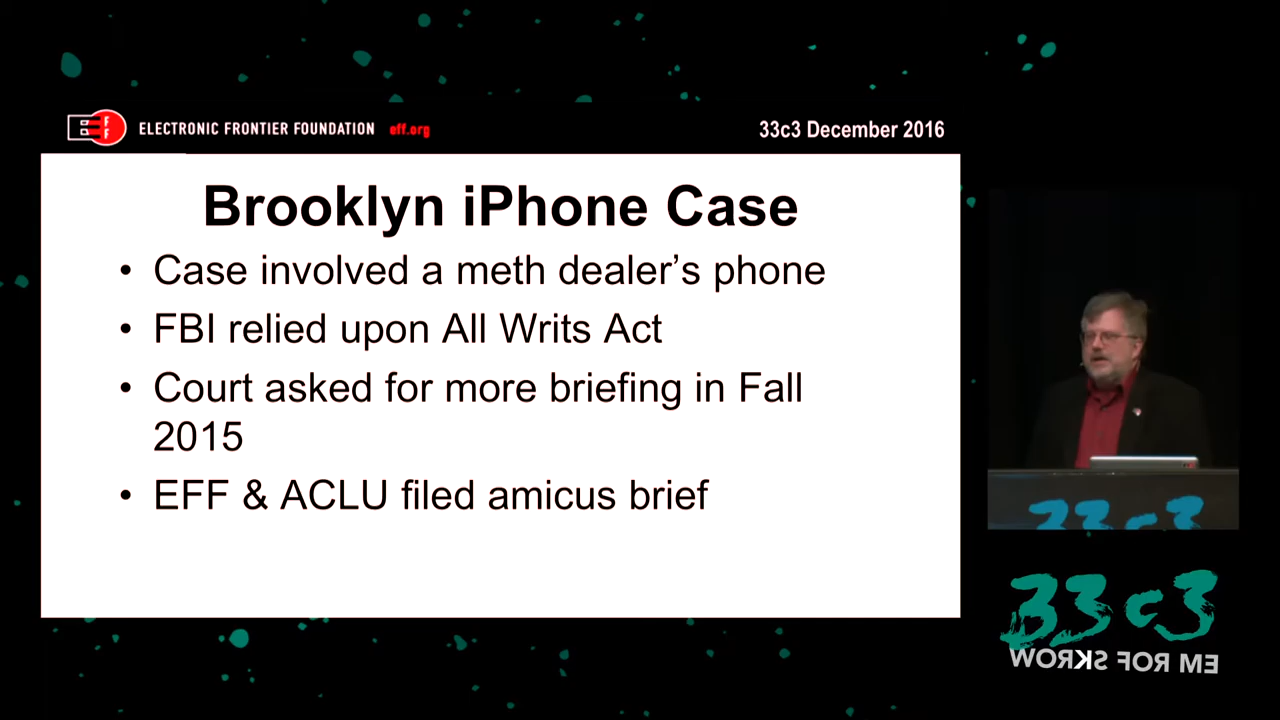 EFF ELECTRONIC FRONTIER FOUNDATION eff.org
33c3 December 2016
Brooklyn iPhone Case
• Case involved a meth dealer’s phone
• FBI relied upon All Writs Act
• Court asked for more briefing in Fall
2015
• EFF & ACLU filed amicus brief
33c3
33c3
WORKS FOR ME